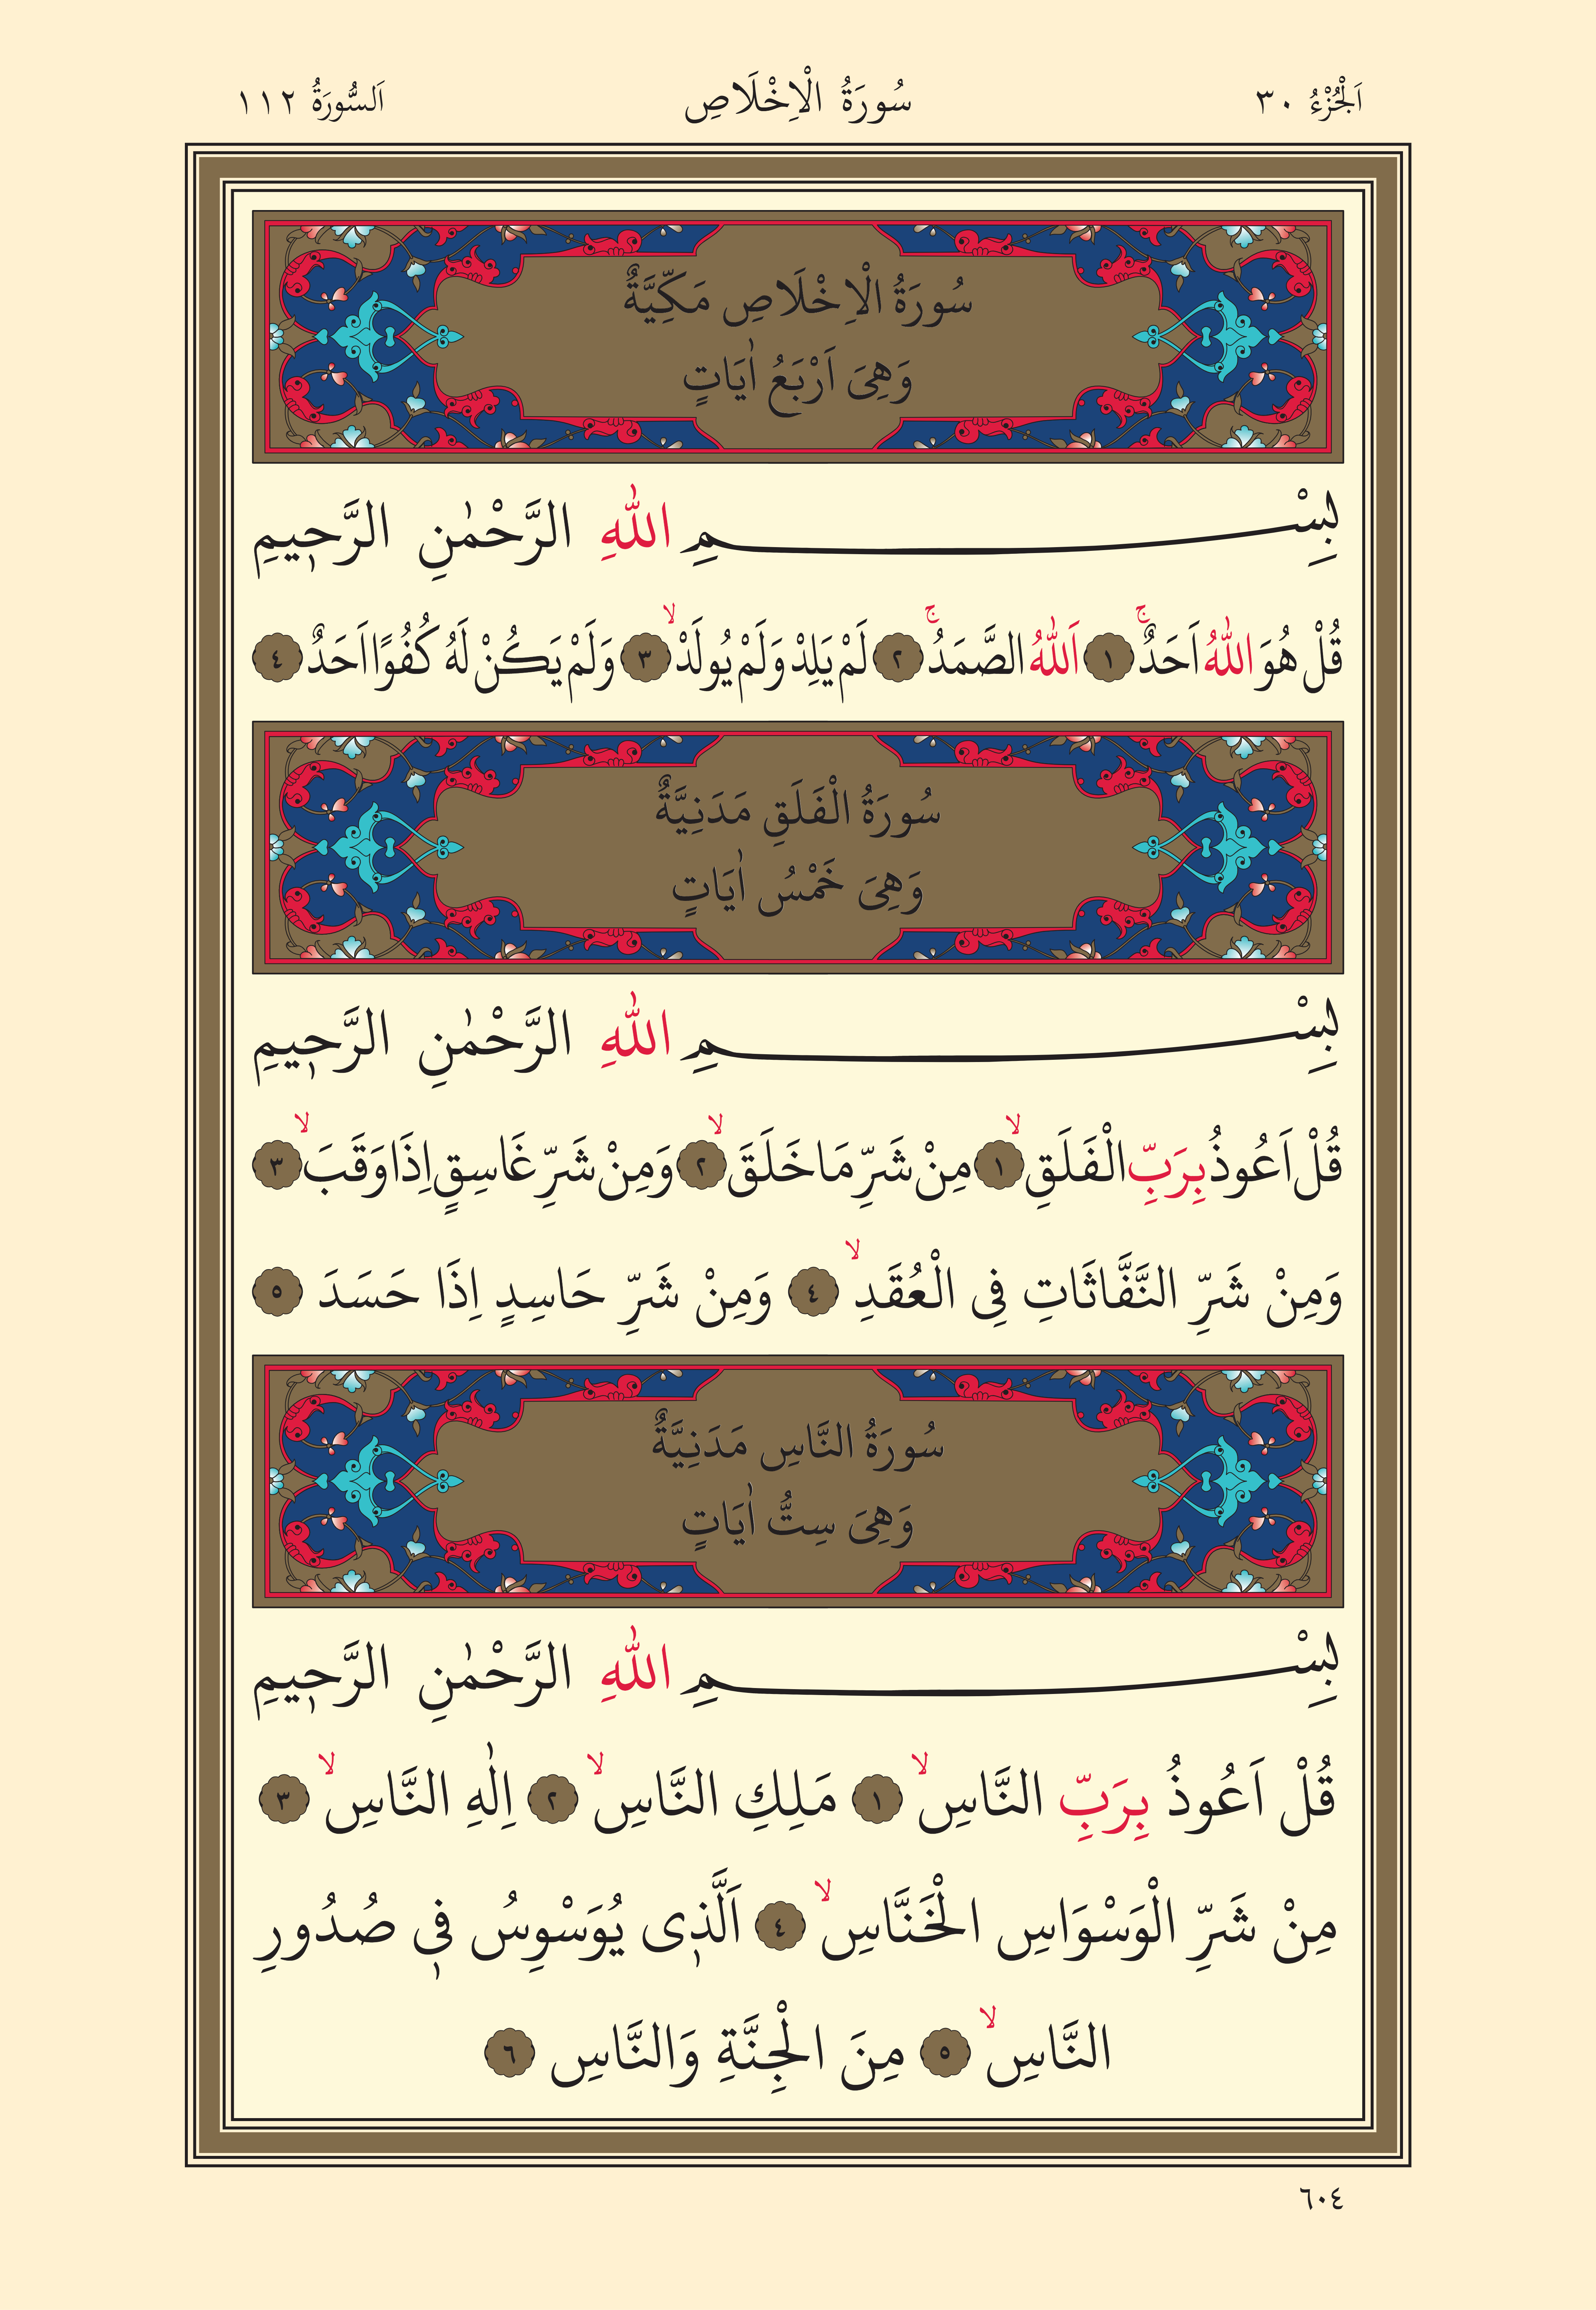 اَلْجُزْءُ ٣٠ سُورَةُ الْاِخْلَاصِ اَلسُّورَةُ ١١٢
سُورَةُ الْاِخْلَاصِ مَكِّيَّةٌ
وَهِىَ اَرْبَعُ اٰيَاتٍ
بِسْمِ اللّٰهِ الرَّحْمٰنِ الرَّح۪يمِ
قُلْ هُوَ اللّٰهُ اَحَدٌۚ ١ اَللّٰهُ الصَّمَدُۚ ٢ لَمْ يَلِدْ وَلَمْ يُولَدْۙ ٣ وَلَمْ يَكُنْ لَهُ كُفُوًا اَحَدٌ ٤
سُورَةُ الْفَلَقِ مَدَنِيَّةٌ
وَهِىَ خَمْسُ اٰيَاتٍ
بِسْمِ اللّٰهِ الرَّحْمٰنِ الرَّح۪يمِ
قُلْ اَعُوذُ بِرَبِّ الْفَلَقِۙ ١ مِنْ شَرِّ مَا خَلَقَۙ ٢ وَمِنْ شَرِّ غَاسِقٍ اِذَا وَقَبَۙ ٣
وَمِنْ شَرِّ النَّفَّاثَاتِ فِى الْعُقَدِۙ ٤ وَمِنْ شَرِّ حَاسِدٍ اِذَا حَسَدَ ٥
سُورَةُ النَّاسِ مَدَنِيَّةٌ
وَهِىَ سِتُّ اٰيَاتٍ
بِسْمِ اللّٰهِ الرَّحْمٰنِ الرَّح۪يمِ
قُلْ اَعُوذُ بِرَبِّ النَّاسِۙ ١ مَلِكِ النَّاسِۙ ٢ اِلٰهِ النَّاسِۙ ٣
مِنْ شَرِّ الْوَسْوَاسِ الْخَنَّاسِۙ ٤ اَلَّذ۪ى يُوَسْوِسُ ف۪ى صُدُورِ
النَّاسِۙ ٥ مِنَ الْجِنَّةِ وَالنَّاسِ ٦
٦٠٤